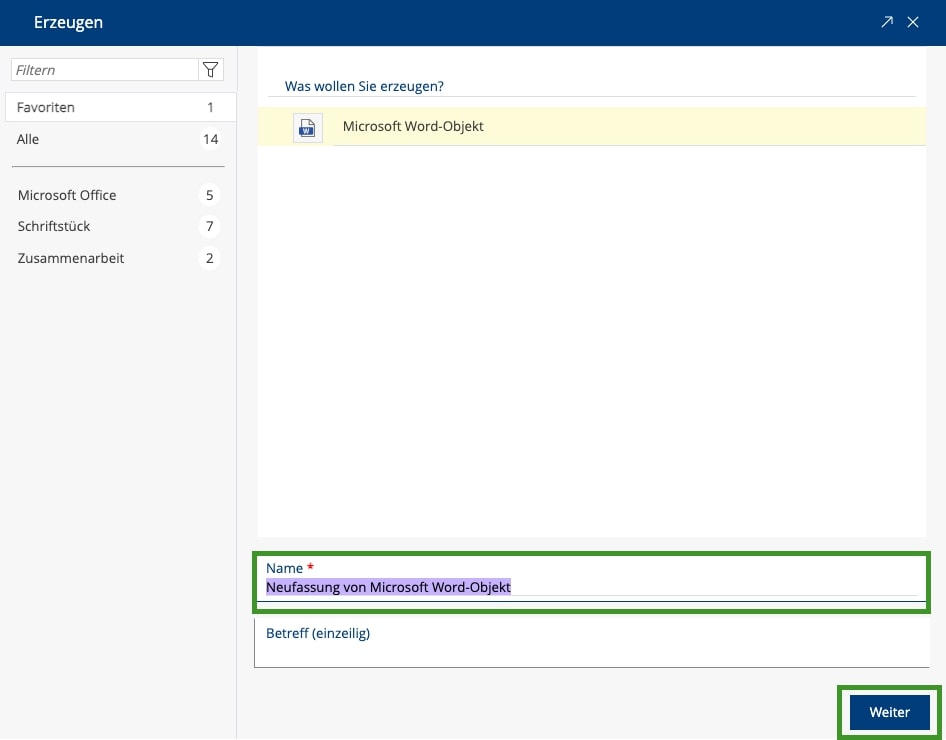 Erzeugen
Filtern
Favoriten 1
Alle 14
Microsoft Office 5
Schriftstück 7
Zusammenarbeit 2
Was wollen Sie erzeugen?
Microsoft Word-Objekt
Name *
Neufassung von Microsoft Word-Objekt
Betreff (einzeilig)
Weiter